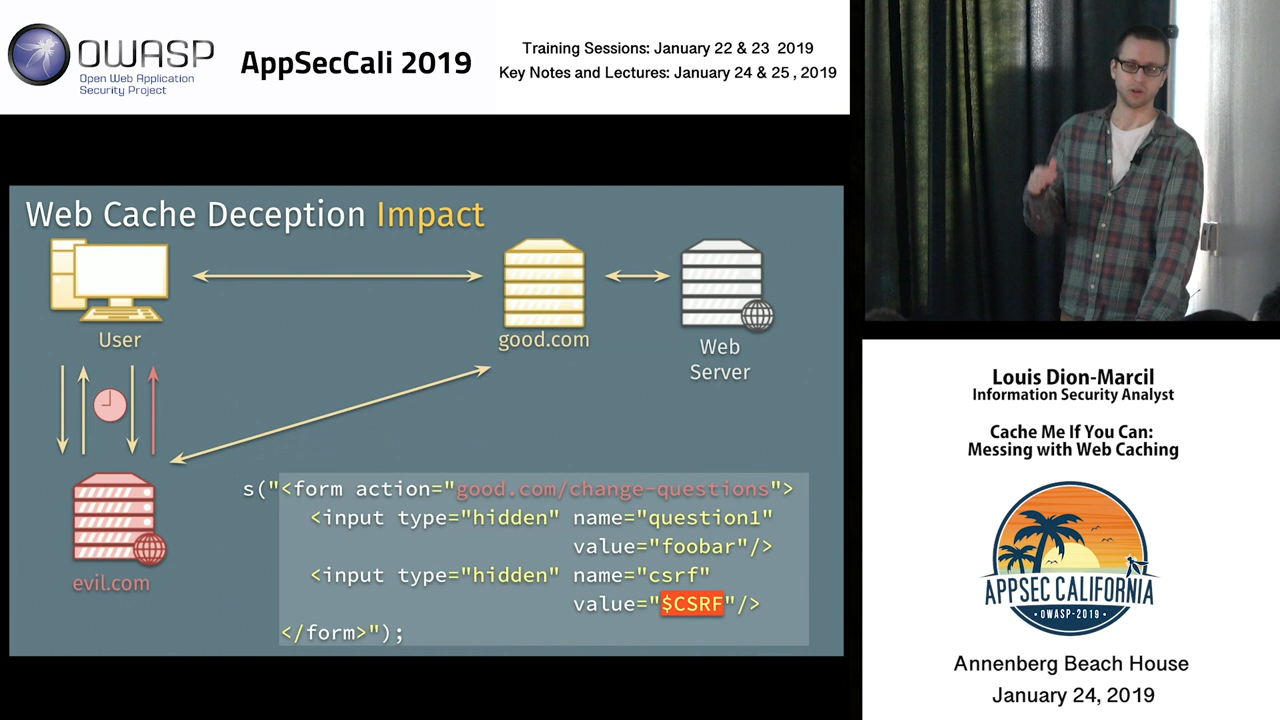 OWASP
Open Web Application
Security Project
AppSecCali 2019
Training Sessions: January 22 & 23 2019
Key Notes and Lectures: January 24 & 25 , 2019
Web Cache Deception Impact
User
good.com
Web
Server
evil.com
s("<form action="good.com/change-questions">
<input type="hidden" name="question1"
value="foobar"/>
<input type="hidden" name="csrf"
value="$CSRF"/>
</form>");
Louis Dion-Marcil
Information Security Analyst
Cache Me If You Can:
Messing with Web Caching
APPSEC CALIFORNIA
• OWASP-2019 •
Annenberg Beach House
January 24, 2019